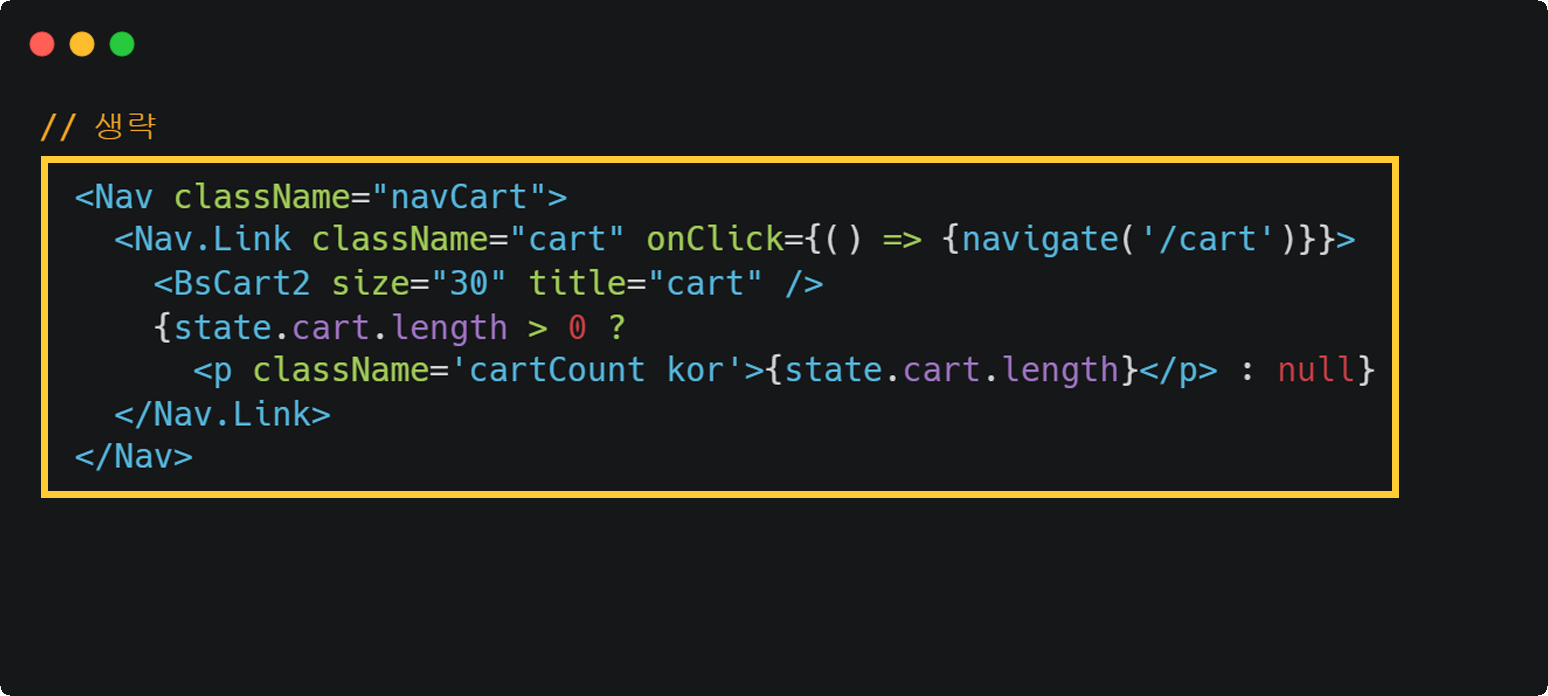 // 생략
<Nav className="navCart">
<Nav.Link className="cart" onClick={() => {navigate('/cart')}}>
<BsCart2 size="30" title="cart" />
{state.cart.length > 0 ?
<p className='cartCount kor'>{state.cart.length}</p> : null}
</Nav.Link>
</Nav>